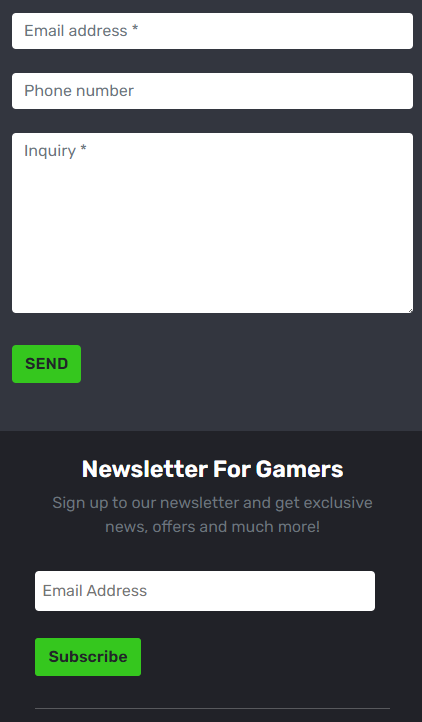 Email address *
Phone number
Inquiry *
SEND
Newsletter For Gamers
Sign up to our newsletter and get exclusive
news, offers and much more!
Email Address
Subscribe